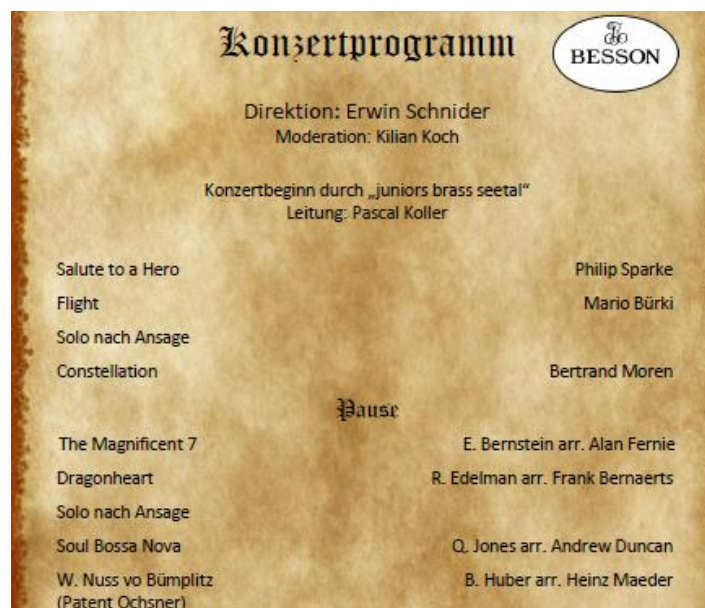 Konzertprogramm
BESSON
Direktion: Erwin Schnider
Moderation: Kilian Koch
Konzertbeginn durch „juniors brass seetal“
Leitung: Pascal Koller
Salute to a Hero Philip Sparke
Flight Mario Bürki
Solo nach Ansage
Constellation Bertrand Moren
Pause
The Magnificent 7 E. Bernstein arr. Alan Fernie
Dragonheart R. Edelman arr. Frank Bernaerts
Solo nach Ansage
Soul Bossa Nova Q. Jones arr. Andrew Duncan
W. Nuss vo Bümplitz B. Huber arr. Heinz Maeder
(Patent Ochsner)